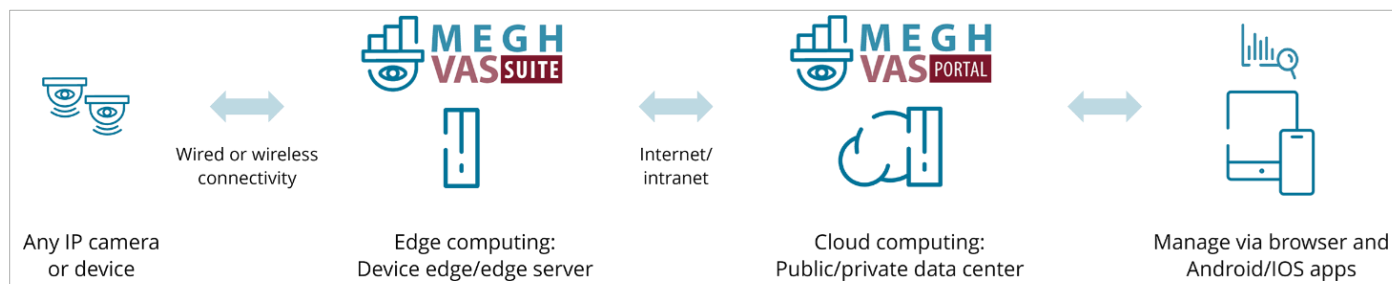 MEGH
VAS SUITE
MEGH
VAS PORTAL
Wired or wireless
connectivity
Internet/
intranet
Any IP camera
or device
Edge computing:
Device edge/edge server
Cloud computing:
Public/private data center
Manage via browser and
Android/IOS apps